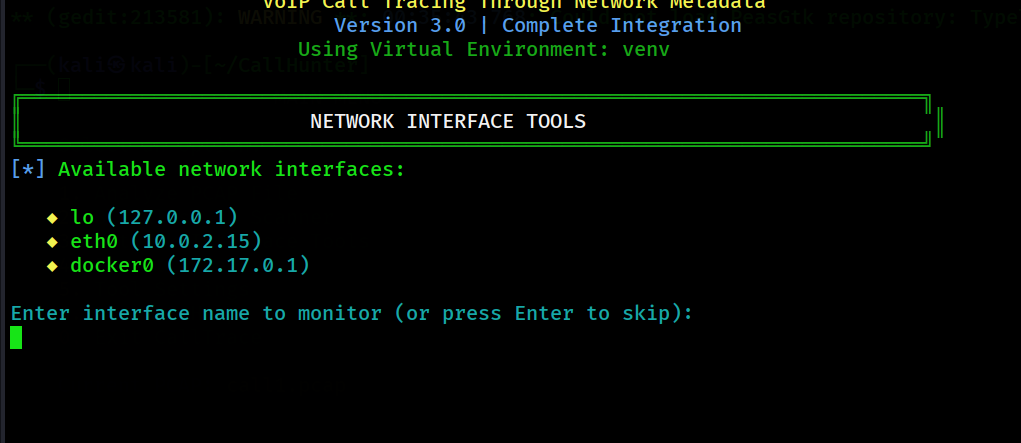 ** (gedit:213581): WARNING easGtk repository: Type
VoIP Call Tracing Through Network Metadata
Version 3.0 | Complete Integration
Using Virtual Environment: venv
(kali㉿kali)-[~/CallHunter]
NETWORK INTERFACE TOOLS
[*] Available network interfaces:
◆ lo (127.0.0.1)
◆ eth0 (10.0.2.15)
◆ docker0 (172.17.0.1)
Enter interface name to monitor (or press Enter to skip):